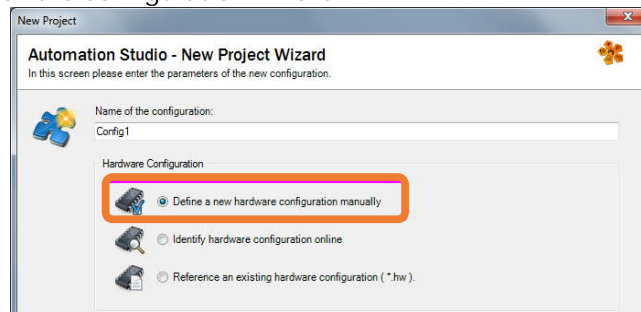 New Project
Automation Studio - New Project Wizard
In this screen please enter the parameters of the new configuration.
Name of the configuration:
Config1
Hardware Configuration
Define a new hardware configuration manually
Identify hardware configuration online
Reference an existing hardware configuration ( *.hw ).